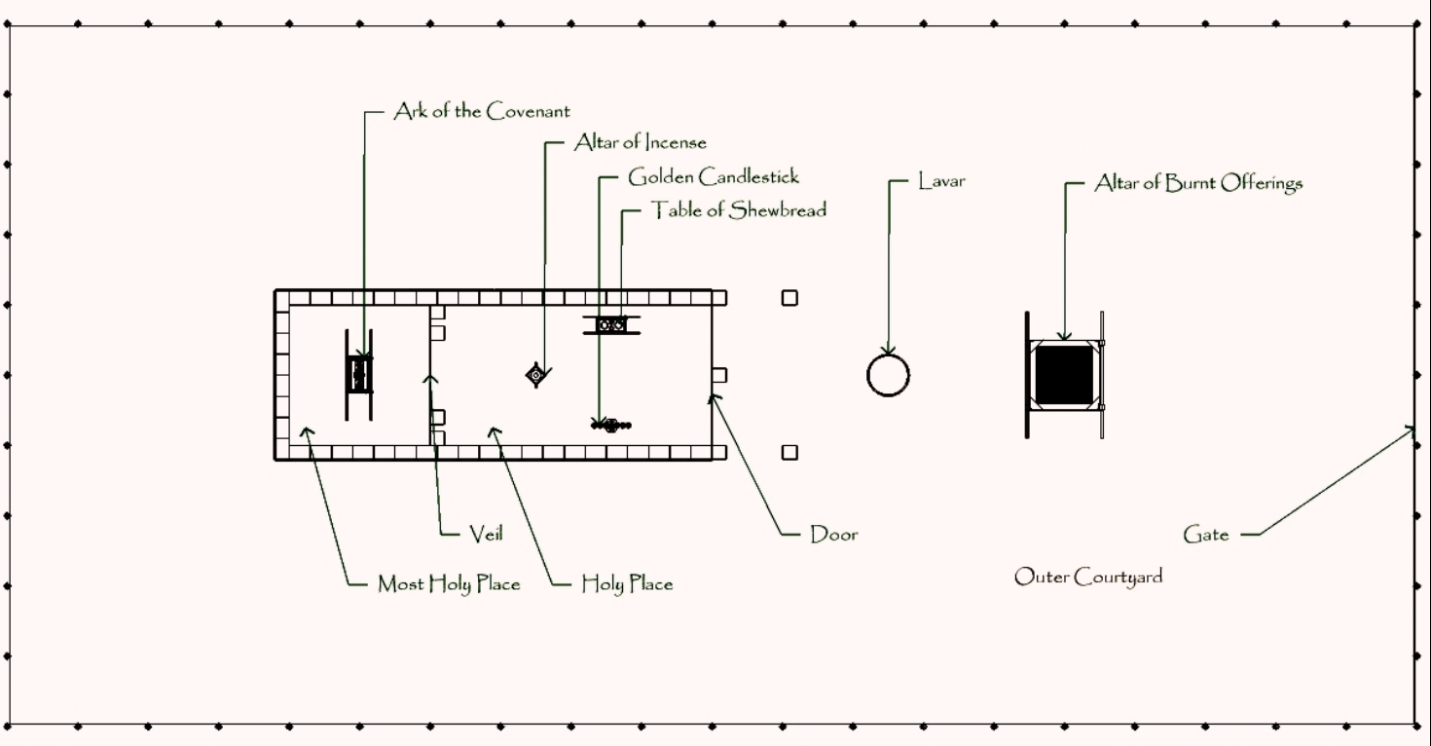 Ark of the Covenant
Altar of Incense
Golden Candlestick
Table of Shewbread
Lavar
Altar of Burnt Offerings
Veil
Door
Gate
Most Holy Place
Holy Place
Outer Courtyard